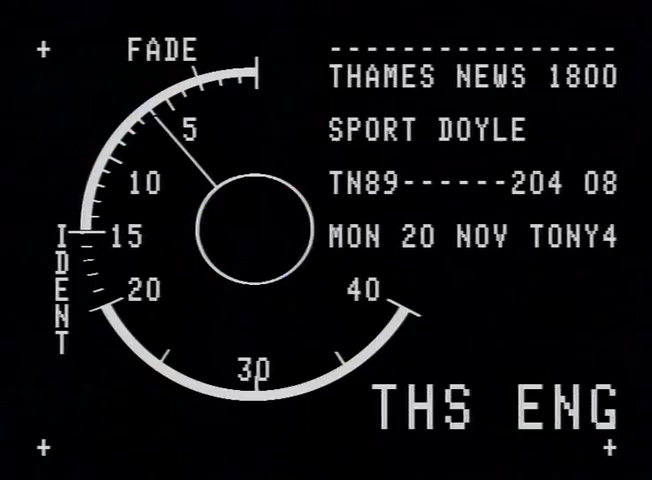 FADE
----------------
THAMES NEWS 1800
5
SPORT DOYLE
10
TN89------204 08
15
MON 20 NOV TONY4
IDENT
20
40
30
THS ENG